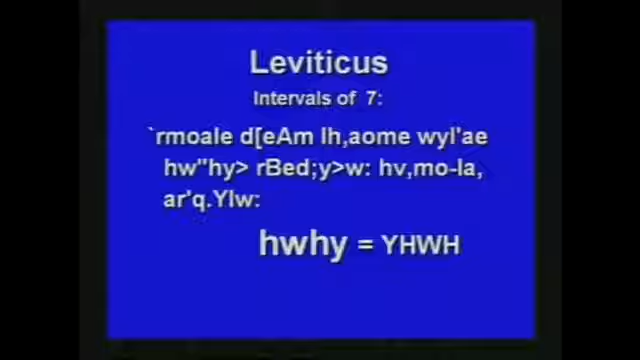 Leviticus
Intervals of 7:
`rmoale d[eAm lh,aome wyl'ae
hw"hy> rBed;y>w: hv,mo-la,
ar'q.YIw:
hwhy = YHWH